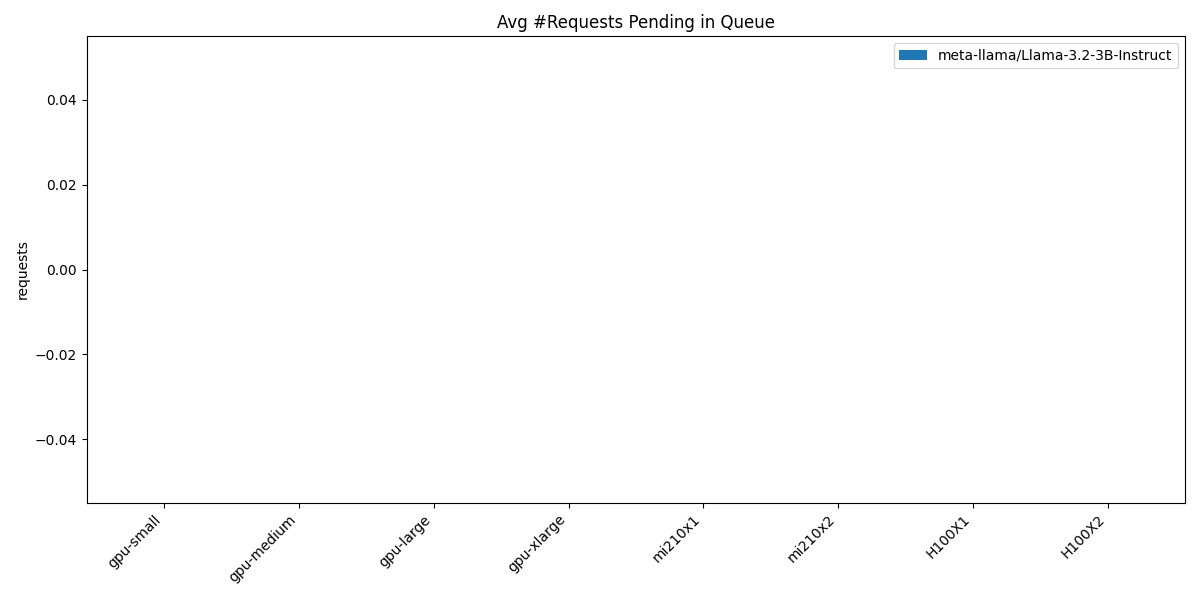 Avg #Requests Pending in Queue
meta-llama/Llama-3.2-3B-Instruct
requests
0.04
0.02
0.00
−0.02
−0.04
gpu-small
gpu-medium
gpu-large
gpu-xlarge
mi210x1
mi210x2
H100X1
H100X2